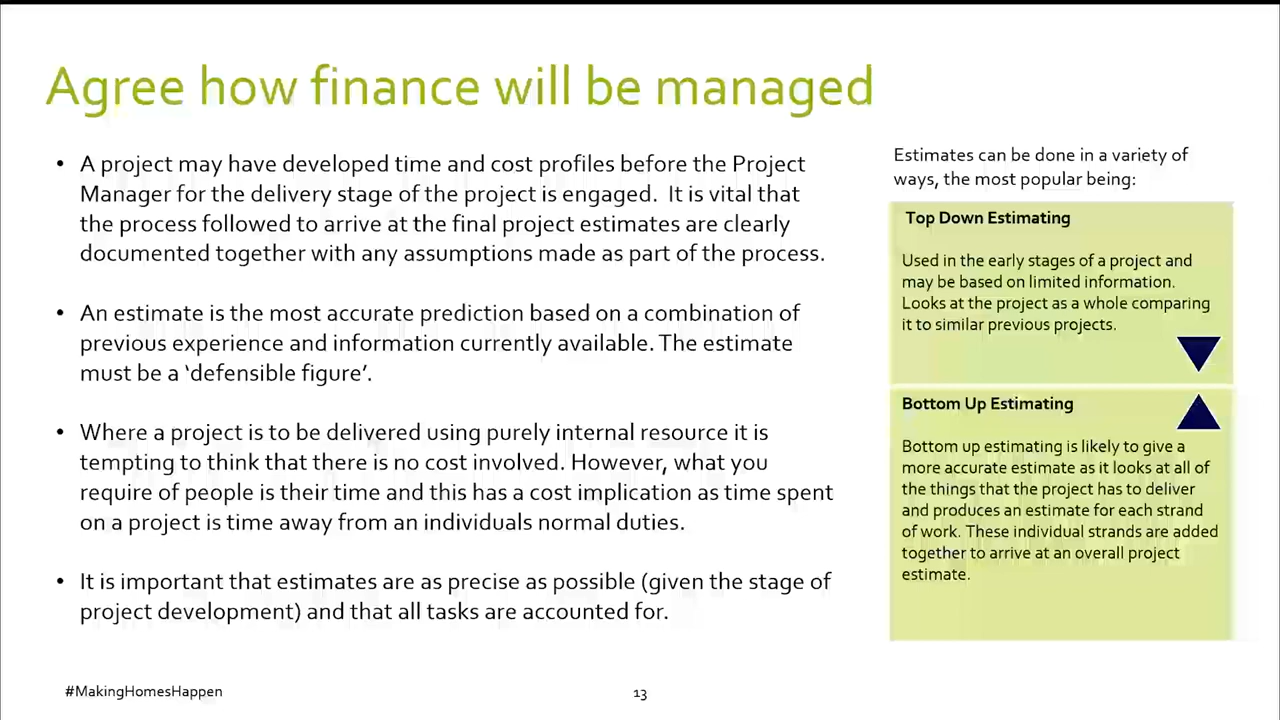 Agree how finance will be managed
• A project may have developed time and cost profiles before the Project
Manager for the delivery stage of the project is engaged.  It is vital that
the process followed to arrive at the final project estimates are clearly
documented together with any assumptions made as part of the process.
• An estimate is the most accurate prediction based on a combination of
previous experience and information currently available. The estimate
must be a ‘defensible figure’.
• Where a project is to be delivered using purely internal resource it is
tempting to think that there is no cost involved. However, what you
require of people is their time and this has a cost implication as time spent
on a project is time away from an individuals normal duties.
• It is important that estimates are as precise as possible (given the stage of
project development) and that all tasks are accounted for.
Estimates can be done in a variety of
ways, the most popular being:
Top Down Estimating
Used in the early stages of a project and
may be based on limited information.
Looks at the project as a whole comparing
it to similar previous projects.
Bottom Up Estimating
Bottom up estimating is likely to give a
more accurate estimate as it looks at all of
the things that the project has to deliver
and produces an estimate for each strand
of work. These individual strands are added
together to arrive at an overall project
estimate.
#MakingHomesHappen
13